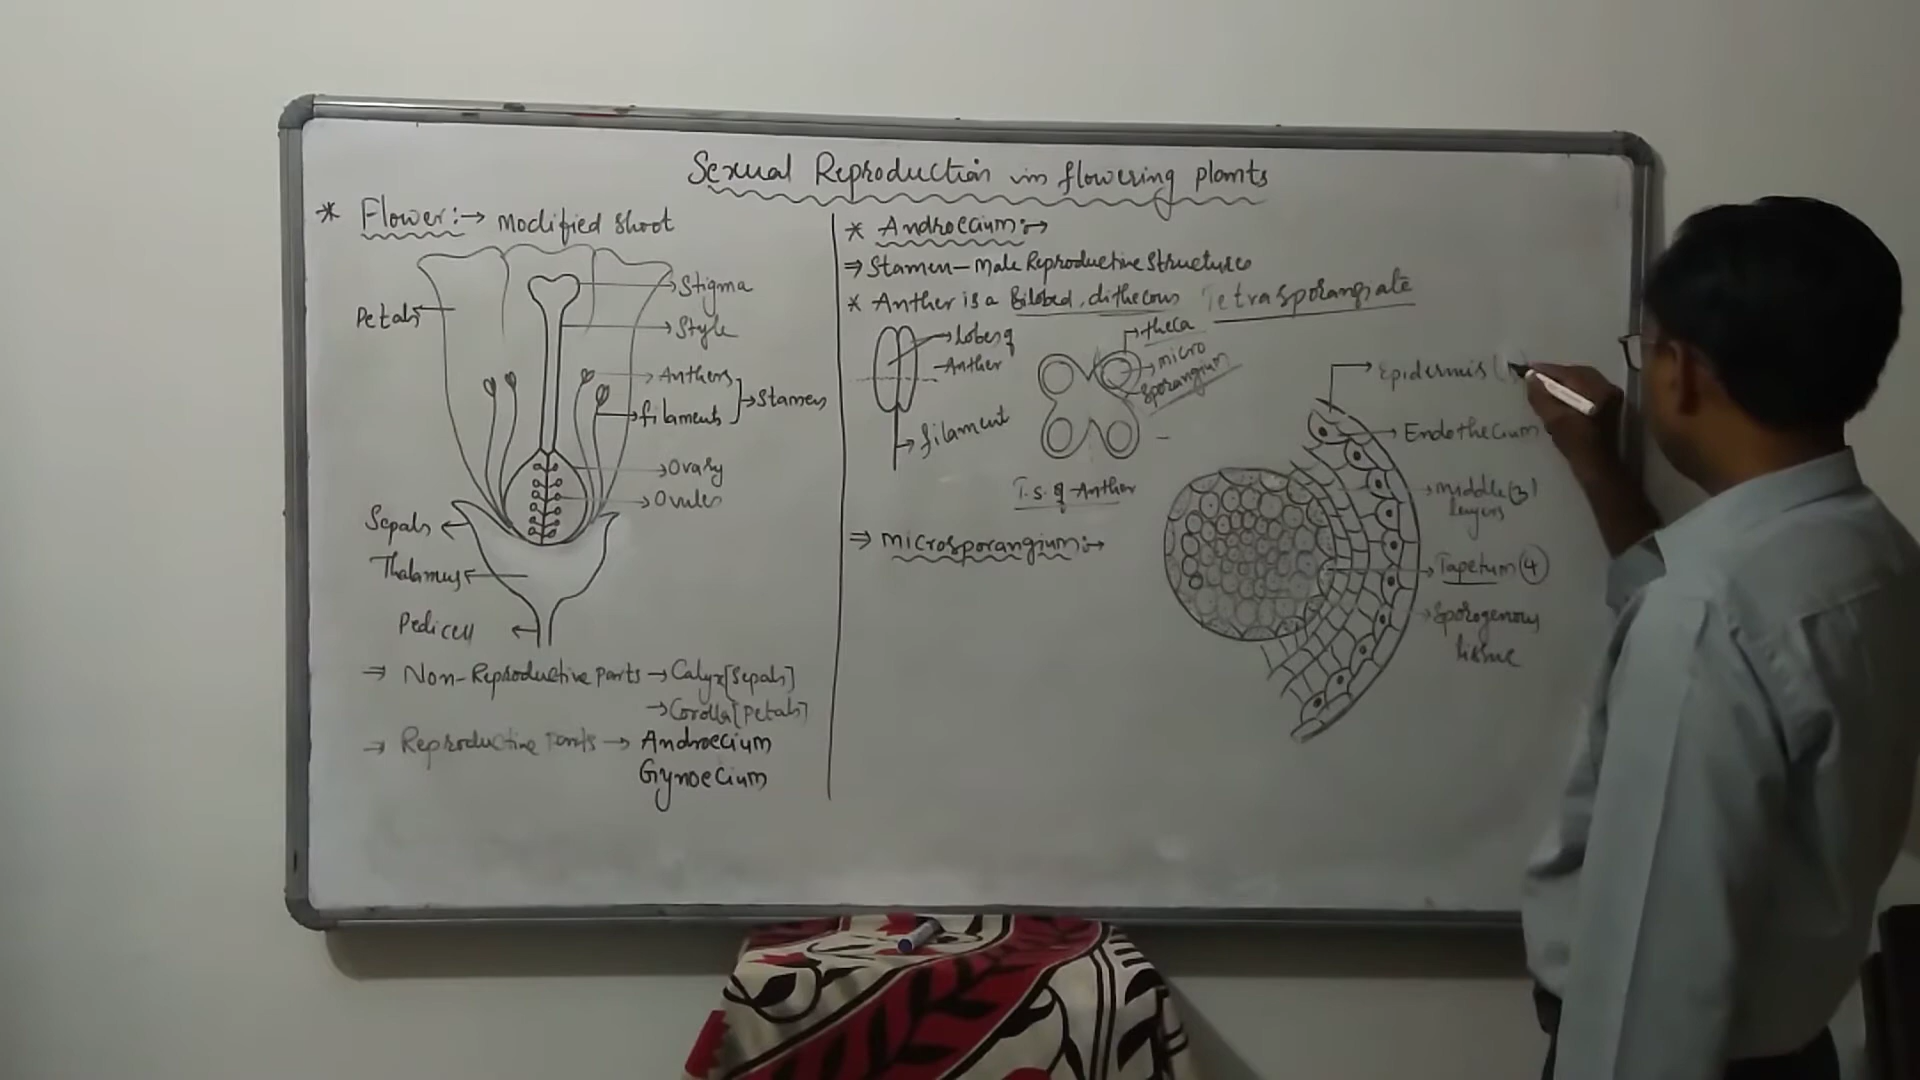 Sexual Reproduction in flowering plants
* Flower:→ Modified Shoot
Petals
Stigma
Style
Anthers
filaments
Stamens
Ovary
Ovules
Sepals
Thalamus
Pedicell
⇒ Non-Reproductive parts → Calyx[Sepals]
→ Corolla[Petals]
→ Reproductive parts → Androecium
Gynoecium
* Androecium:→
⇒ Stamen - Male Reproductive Structures
* Anther is a Bilobed, dithecous Tetrasporangiate
lobes of
Anther
filament
theca
micro
sporangium
T.S. of Anther
⇒ microsporangium:→
Epidermis
Endothecium
middle (3)
layers
Tapetum (4)
Sporogenous
tissue